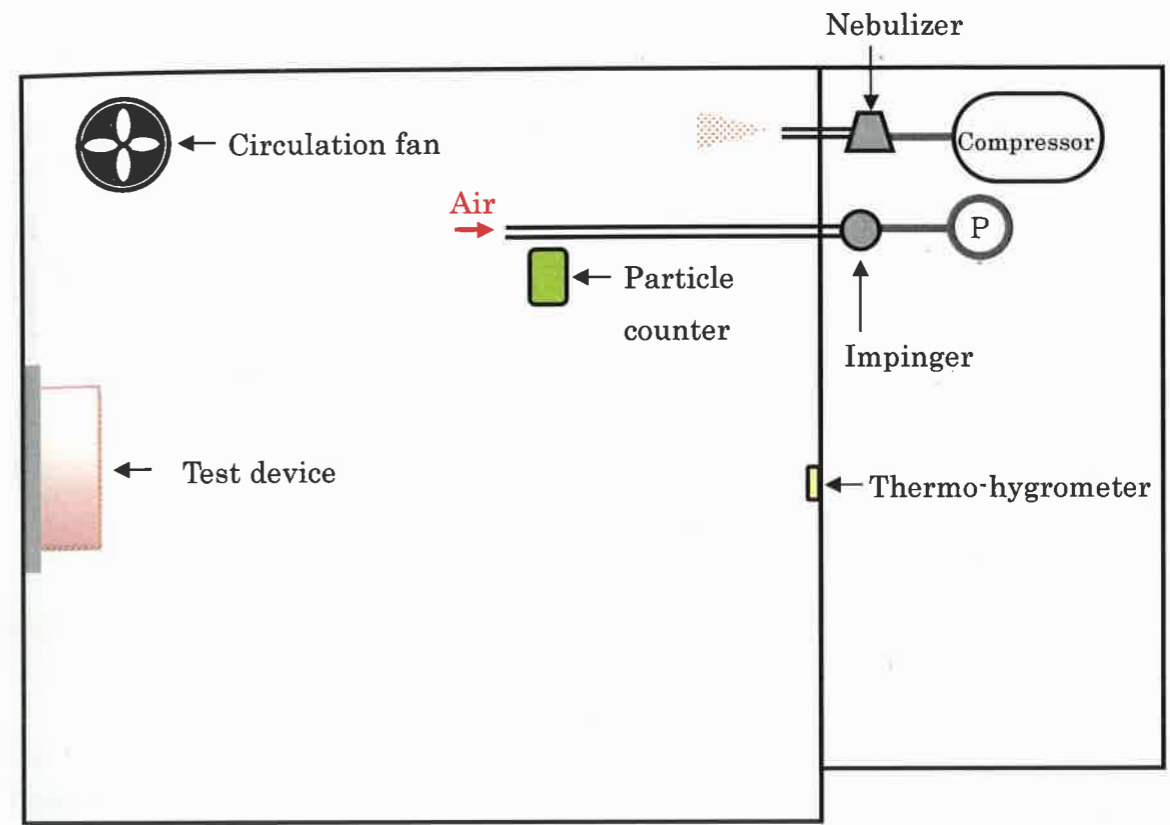 Nebulizer
Circulation fan
Compressor
Air
P
Particle
counter
Impinger
Test device
Thermo-hygrometer